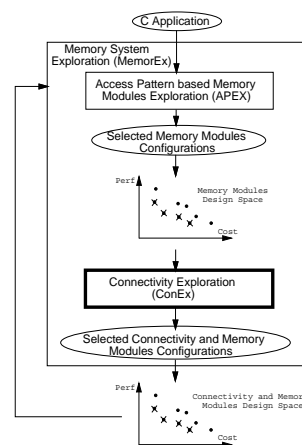 C Application
Memory System
Exploration (MemorEx)
Access Pattern based Memory
Modules Exploration (APEX)
Selected Memory Modules
Configurations
Perf
Memory Modules
Design Space
Cost
Connectivity Exploration
(ConEx)
Selected Connectivity and Memory
Modules Configurations
Perf
Connectivity and Memor
Modules Design Space
Cost